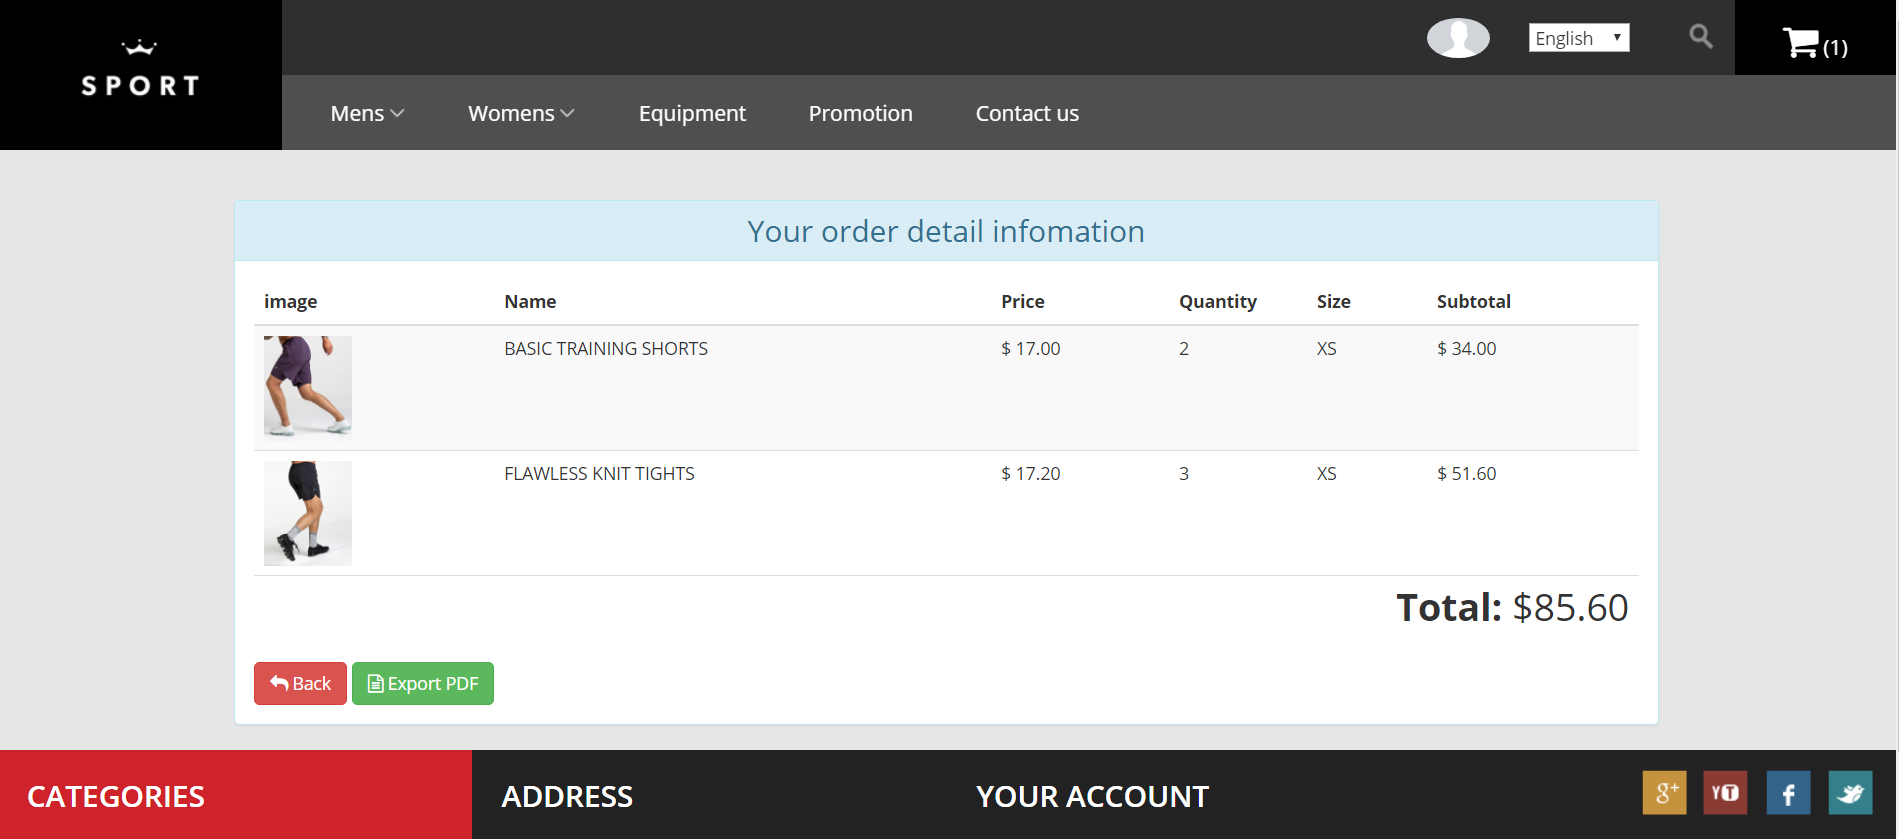 SPORT
English
(1)
Mens
Womens
Equipment
Promotion
Contact us
Your order detail infomation
image Name Price Quantity Size Subtotal
BASIC TRAINING SHORTS $ 17.00 2 XS $ 34.00
FLAWLESS KNIT TIGHTS $ 17.20 3 XS $ 51.60
Total: $85.60
Back
Export PDF
CATEGORIES
ADDRESS
YOUR ACCOUNT
g+
YT
f